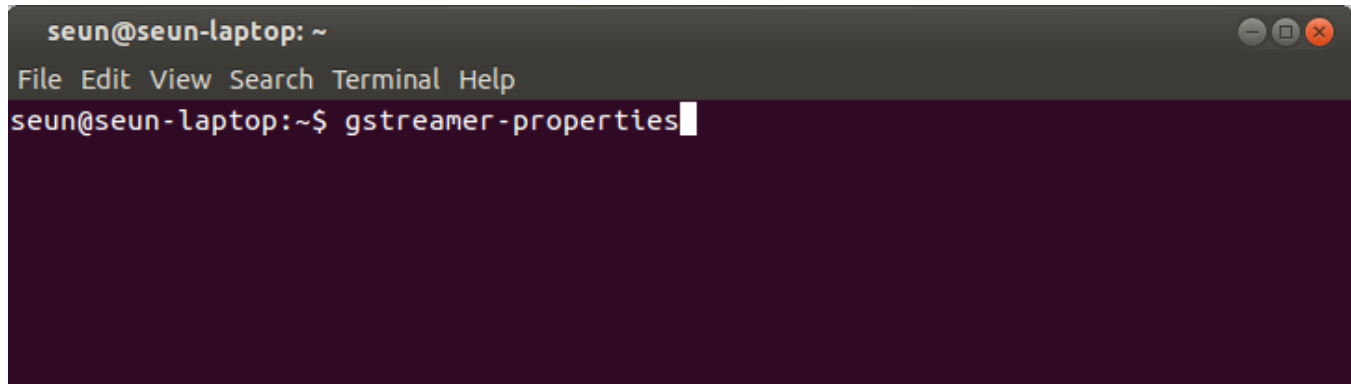 seun@seun-laptop: ~
File Edit View Search Terminal Help
seun@seun-laptop:~$ gstreamer-properties